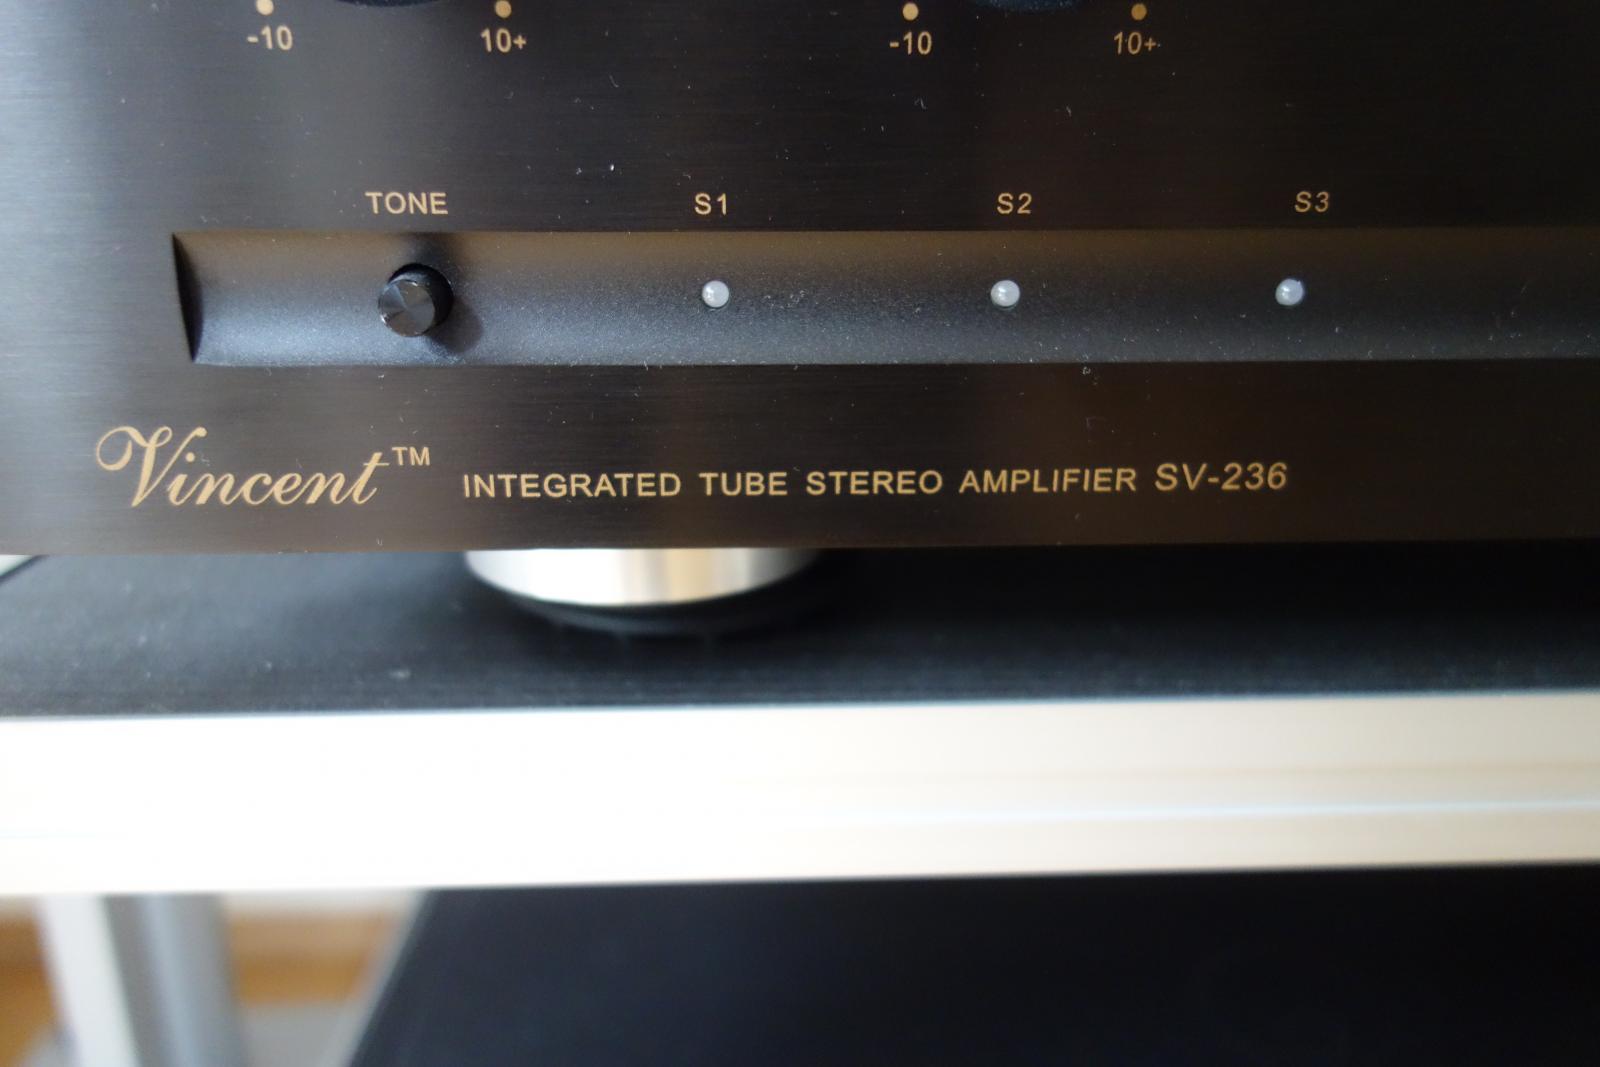 -10 10+ -10 10+
TONE S1 S2 S3
Vincent™ INTEGRATED TUBE STEREO AMPLIFIER SV-236